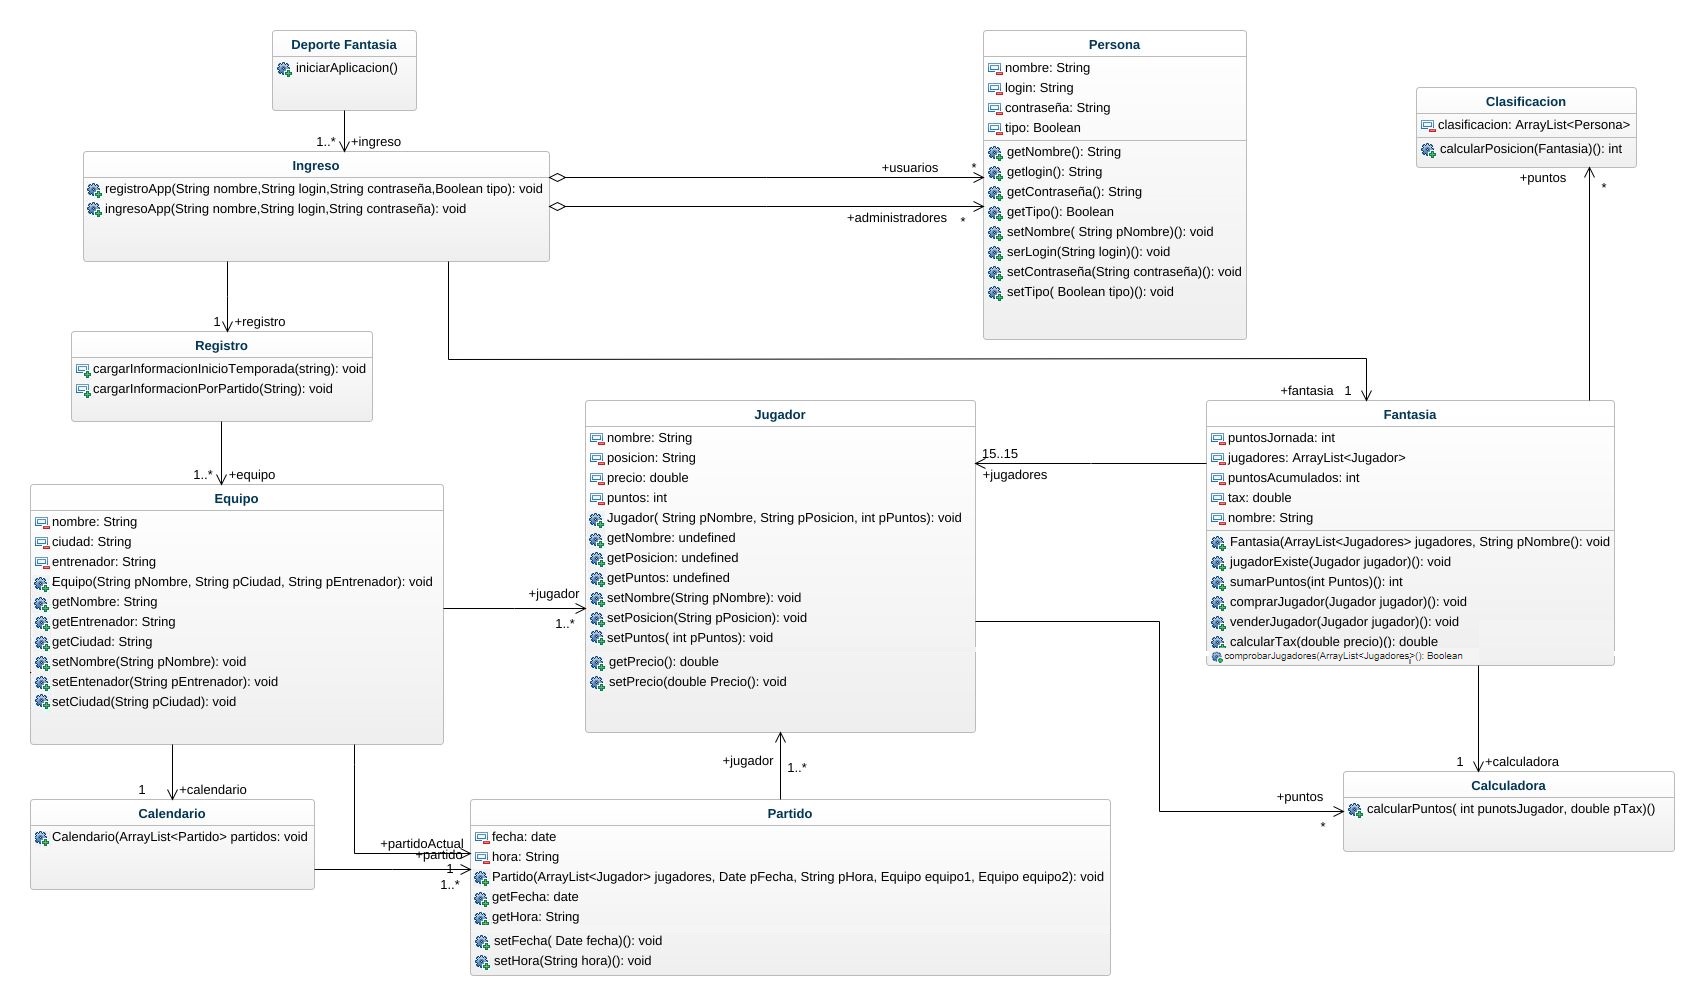 Deporte Fantasia
iniciarAplicacion()
1..*
+ingreso
Ingreso
registroApp(String nombre,String login,String contraseña,Boolean tipo): void
ingresoApp(String nombre,String login,String contraseña): void
+usuarios
*
+administradores
*
Persona
nombre: String
login: String
contraseña: String
tipo: Boolean
getNombre(): String
getlogin(): String
getContraseña(): String
getTipo(): Boolean
setNombre( String pNombre)(): void
serLogin(String login)(): void
setContraseña(String contraseña)(): void
setTipo( Boolean tipo)(): void
Clasificacion
clasificacion: ArrayList<Persona>
calcularPosicion(Fantasia)(): int
+puntos
*
1
+registro
Registro
cargarInformacionInicioTemporada(string): void
cargarInformacionPorPartido(String): void
+fantasia
1
1..*
+equipo
Equipo
nombre: String
ciudad: String
entrenador: String
Equipo(String pNombre, String pCiudad, String pEntrenador): void
getNombre: String
getEntrenador: String
getCiudad: String
setNombre(String pNombre): void
setEntenador(String pEntrenador): void
setCiudad(String pCiudad): void
+jugador
1..*
Jugador
nombre: String
posicion: String
precio: double
puntos: int
Jugador( String pNombre, String pPosicion, int pPuntos): void
getNombre: undefined
getPosicion: undefined
getPuntos: undefined
setNombre(String pNombre): void
setPosicion(String pPosicion): void
setPuntos( int pPuntos): void
getPrecio(): double
setPrecio(double Precio(): void
15..15
+jugadores
Fantasia
puntosJornada: int
jugadores: ArrayList<Jugador>
puntosAcumulados: int
tax: double
nombre: String
Fantasia(ArrayList<Jugadores> jugadores, String pNombre(): void
jugadorExiste(Jugador jugador)(): void
sumarPuntos(int Puntos)(): int
comprarJugador(Jugador jugador)(): void
venderJugador(Jugador jugador)(): void
calcularTax(double precio)(): double
comprobarJugadores(ArrayList<Jugadores>(): Boolean
1
+calendario
Calendario
Calendario(ArrayList<Partido> partidos: void
+partidoActual
+partido
1
1..*
+jugador
1..*
Partido
fecha: date
hora: String
Partido(ArrayList<Jugador> jugadores, Date pFecha, String pHora, Equipo equipo1, Equipo equipo2): void
getFecha: date
getHora: String
setFecha( Date fecha)(): void
setHora(String hora)(): void
1
+calculadora
+puntos
*
Calculadora
calcularPuntos( int punotsJugador, double pTax)()